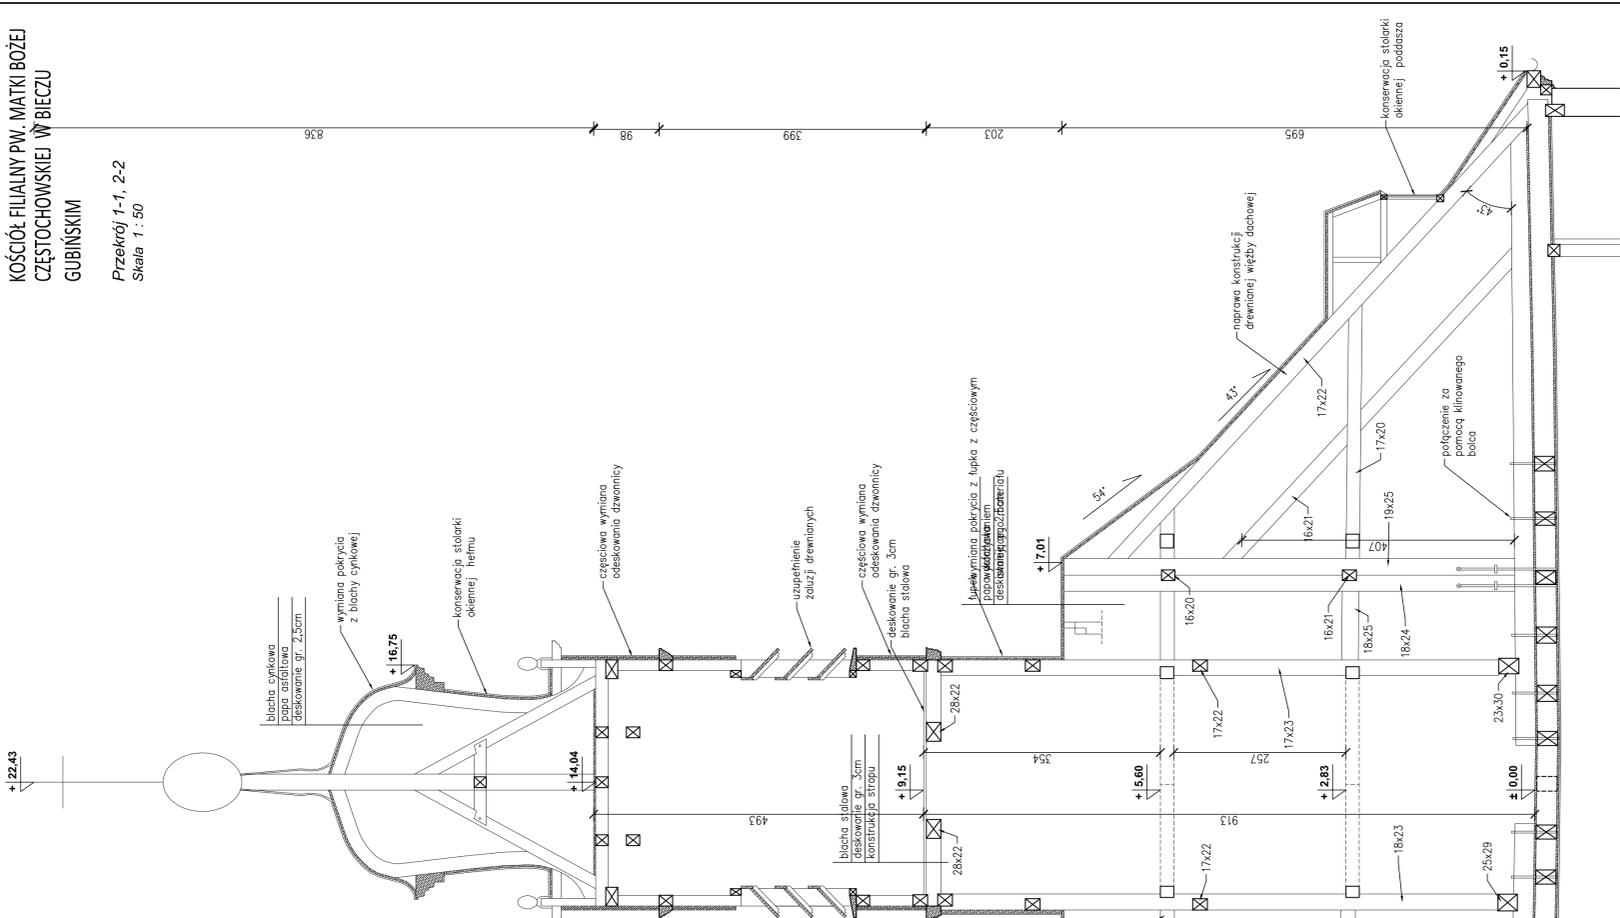 KOŚCIÓŁ FILIALNY PW. MATKI BOŻEJ
CZĘSTOCHOWSKIEJ W BIECZU
GUBIŃSKIM
Przekrój 1-1, 2-2
Skala 1 : 50
836
98
399
203
695
+ 22,43
blacha cynkowa
papa asfaltowa
deskowanie gr. 2,5cm
wymiana pokrycia
z blachy cynkowej
+ 16,75
konserwacja stolarki
okiennej hełmu
+ 14,04
częsciowa wymiana
odeskowania dzwonnicy
493
uzupełnienie
żaluzji drewnianych
częściowa wymiana
odeskowania dzwonnicy
deskowanie gr. 3cm
blacha stalowa
blacha stalowa
deskowanie gr. 3cm
konstrukcja stropu
+ 9,15
28x22
28x22
wymiana pokrycia z łupka z częściowym
+ 7,01
354
+ 5,60
257
+ 2,83
913
± 0,00
54°
43°
naprawa konstrukcji
drewnianej więźby dachowej
konserwacja stolarki
okiennej poddasza
+ 0,15
43°
17x22
17x20
16x21
19x25
407
połączenie za
pomocą klinowanego
bolca
16x20
16x21
18x25
18x24
17x22
17x23
23x30
17x22
18x23
25x29